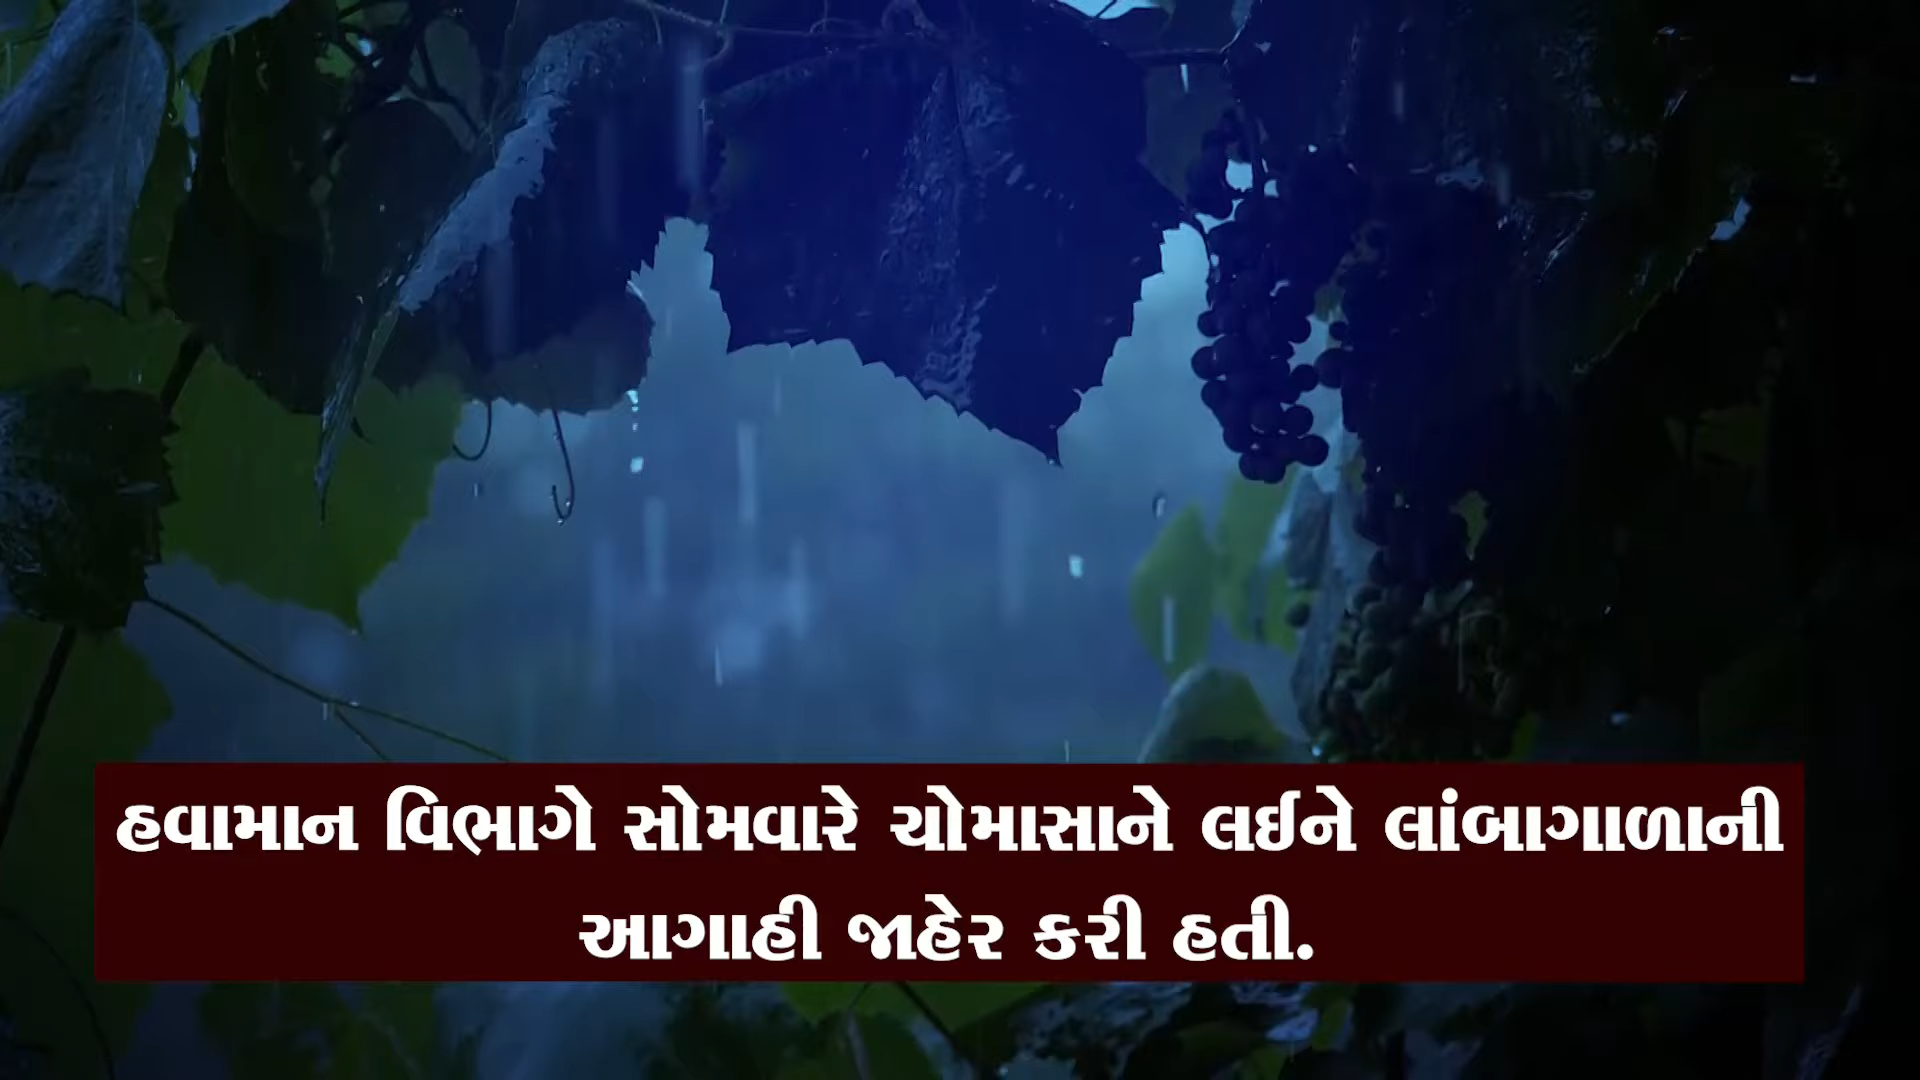 હવામાન વિભાગે સોમવારે ચોમાસાને લઈને લાંબાગાળાની
આગાહી જાહેર કરી હતી.